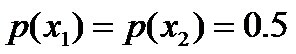 p(x₁) = p(x₂) = 0.5